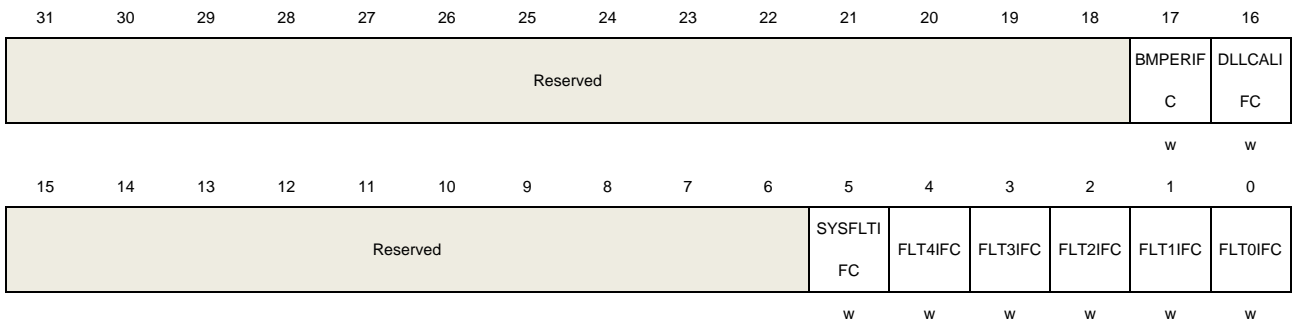 31 30 29 28 27 26 25 24 23 22 21 20 19 18 17 16
Reserved
BMPERIF
C
DLLCALI
FC
w w
15 14 13 12 11 10 9 8 7 6 5 4 3 2 1 0
Reserved
SYSFLTI
FC
FLT4IFC FLT3IFC FLT2IFC FLT1IFC FLT0IFC
w w w w w w